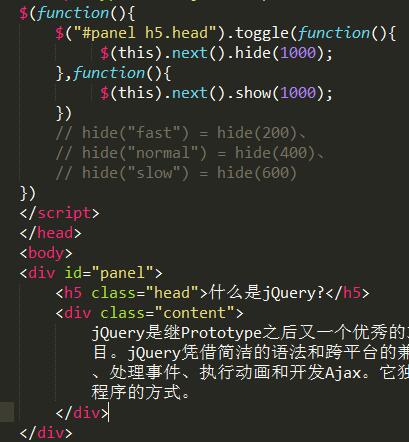 $(function(){
$("#panel h5.head").toggle(function(){
$(this).next().hide(1000);
},function(){
$(this).next().show(1000);
})
// hide("fast") = hide(200)、
// hide("normal") = hide(400)、
// hide("slow") = hide(600)
})
</script>
</head>
<body>
<div id="panel">
<h5 class="head">什么是jQuery?</h5>
<div class="content">
jQuery是继Prototype之后又一个优秀的
目。jQuery凭借简洁的语法和跨平台的兼
、处理事件、执行动画和开发Ajax。它独
程序的方式。
</div>
</div>